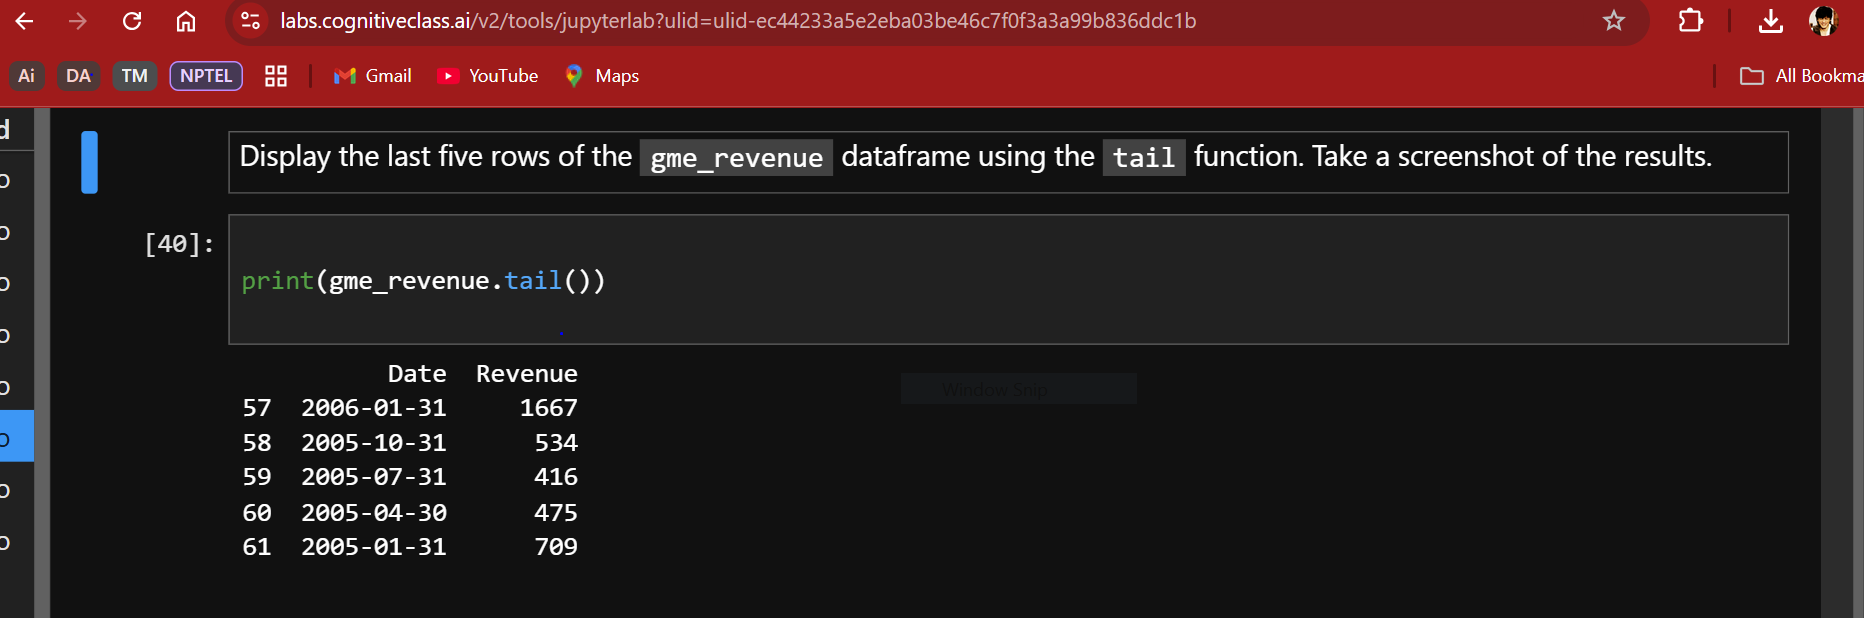 labs.cognitiveclass.ai/v2/tools/jupyterlab?ulid=ulid-ec44233a5e2eba03be46c7f0f3a3a99b836ddc1b
Ai DA TM NPTEL Gmail YouTube Maps All Bookma
d
Display the last five rows of the gme_revenue dataframe using the tail function. Take a screenshot of the results.
o
o
[40]:
print(gme_revenue.tail())
o
o
Date Revenue
o
Window Snip
57 2006-01-31 1667
58 2005-10-31 534
o
59 2005-07-31 416
o
60 2005-04-30 475
61 2005-01-31 709
o